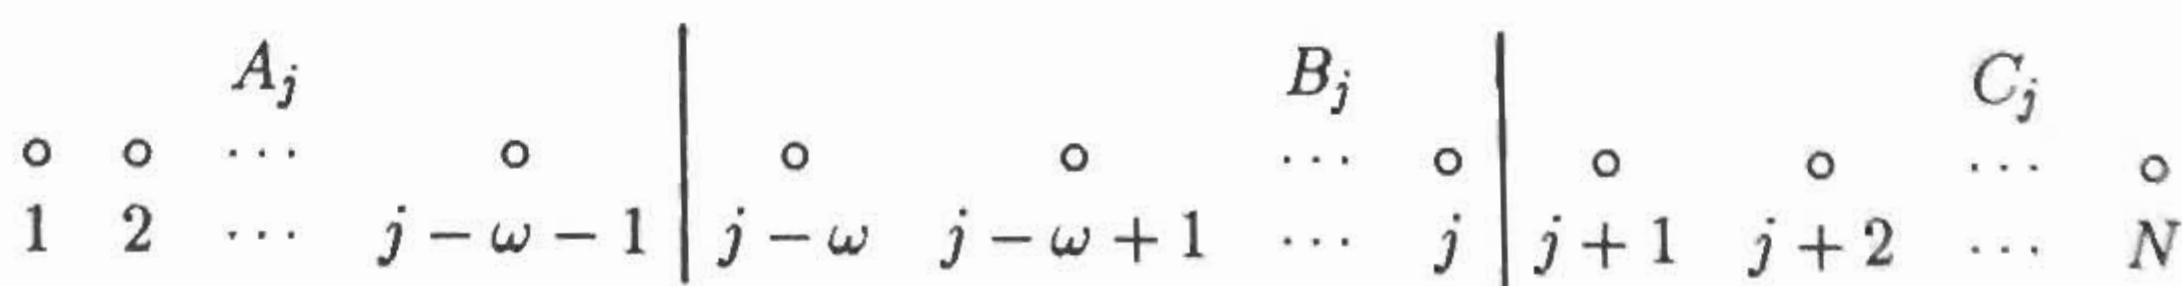 A_j B_j C_j
∘ ∘ ··· ∘ ∘ ∘ ··· ∘ ∘ ∘ ··· ∘
1 2 ··· j − ω − 1 j − ω j − ω + 1 ··· j j + 1 j + 2 ··· N